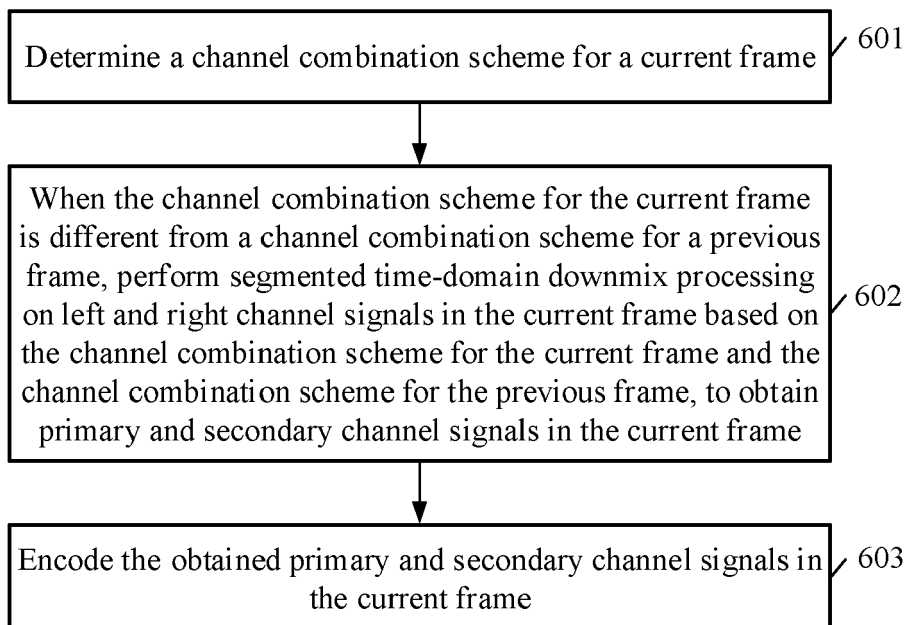 Determine a channel combination scheme for a current frame
601
When the channel combination scheme for the current frame
is different from a channel combination scheme for a previous
frame, perform segmented time-domain downmix processing
on left and right channel signals in the current frame based on
the channel combination scheme for the current frame and the
channel combination scheme for the previous frame, to obtain
primary and secondary channel signals in the current frame
602
Encode the obtained primary and secondary channel signals in
the current frame
603